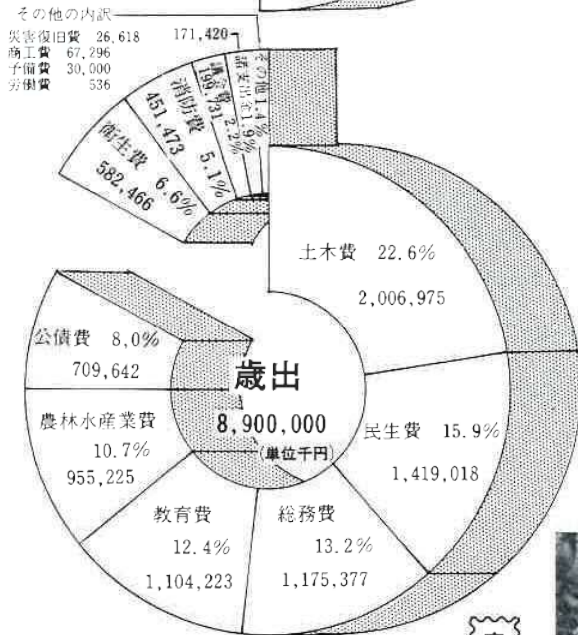 その他の内訳
災害復旧費 26,618
商工費 67,296
予備費 30,000
労働費 536
171,420
その他 1.4%
諸支出金 1.9%
議会費 2.2%
199,731
消防費 5.1%
451,473
衛生費 6.6%
582,466
土木費 22.6%
2,006,975
公債費 8.0%
709,642
歳出
8,900,000
(単位千円)
民生費 15.9%
1,419,018
農林水産業費
10.7%
955,225
教育費
12.4%
1,104,223
総務費
13.2%
1,175,377